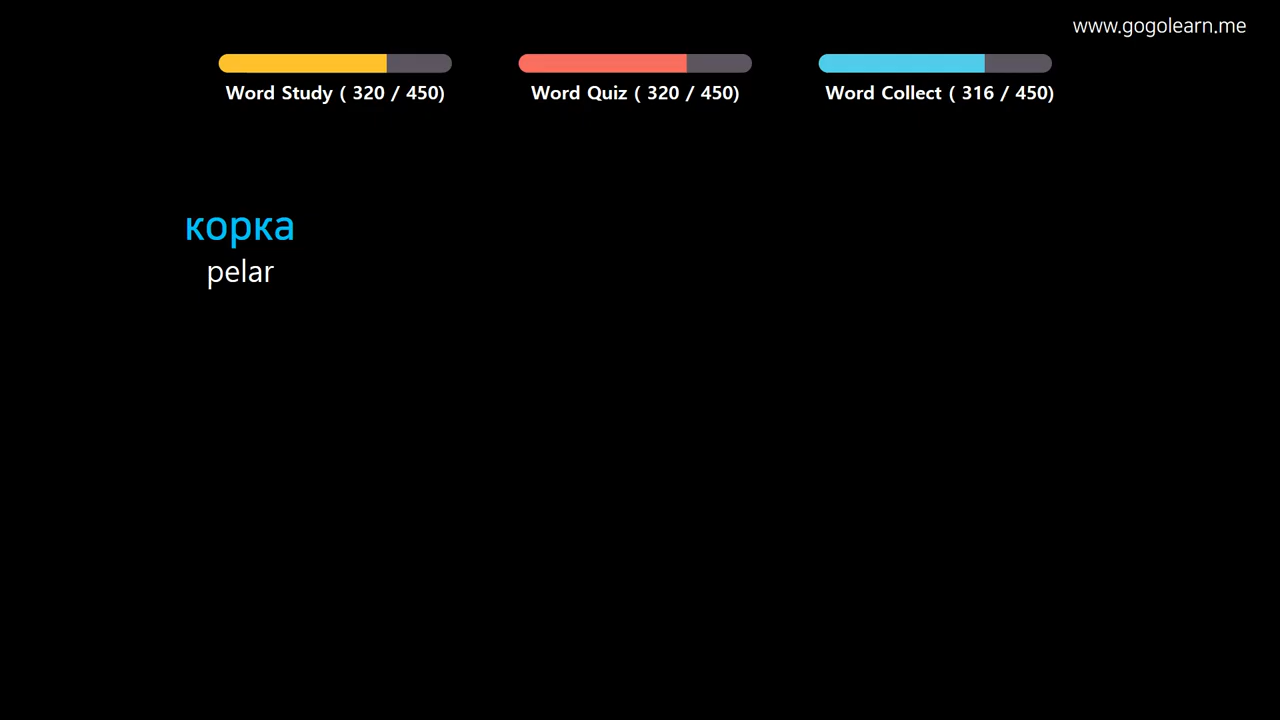 www.gogolearn.me
Word Study ( 320 / 450)
Word Quiz ( 320 / 450)
Word Collect ( 316 / 450)
корка
pelar